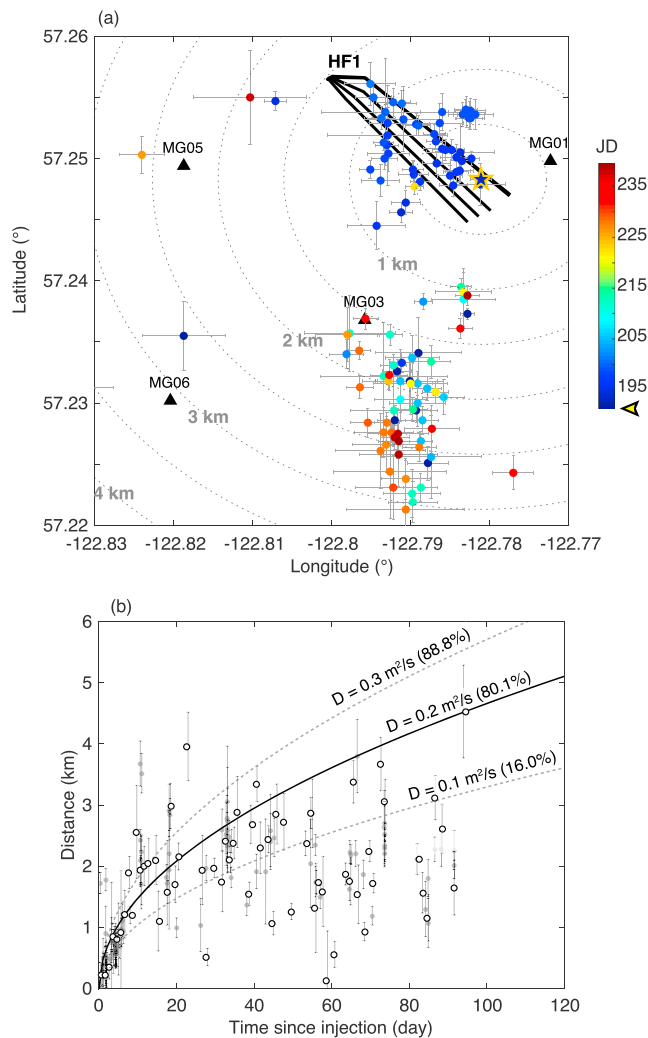 (a)
57.26
57.25
57.24
57.23
57.22
Latitude (°)
HF1
MG01
MG05
MG03
MG06
1 km
2 km
3 km
4 km
-122.83 -122.82 -122.81 -122.8 -122.79 -122.78 -122.77
Longitude (°)
JD
235
225
215
205
195
(b)
6
5
4
3
2
1
0
Distance (km)
D = 0.3 m²/s (88.8%)
D = 0.2 m²/s (80.1%)
D = 0.1 m²/s (16.0%)
0 20 40 60 80 100 120
Time since injection (day)